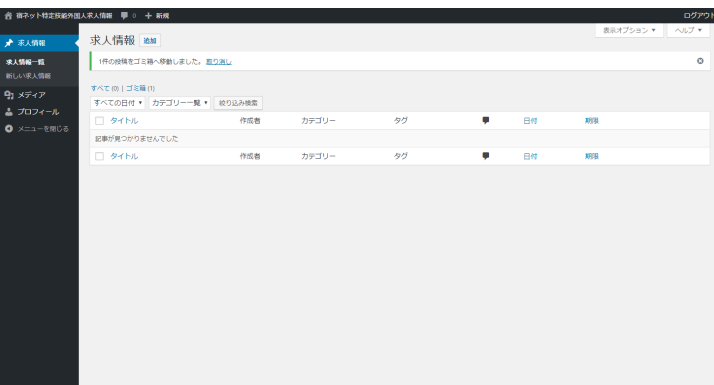 宿ネット特定技能外国人求人情報 0 + 新規 ログアウト
表示オプション ▼ ヘルプ ▼
求人情報
求人情報一覧
新しい求人情報
メディア
プロフィール
メニューを閉じる
求人情報 追加
1件の投稿をゴミ箱へ移動しました。 取り消し
すべて (0) | ゴミ箱 (1)
すべての日付 ▼ カテゴリー一覧 ▼ 絞り込み検索
タイトル 作成者 カテゴリー タグ 日付 期限
記事が見つかりませんでした
タイトル 作成者 カテゴリー タグ 日付 期限